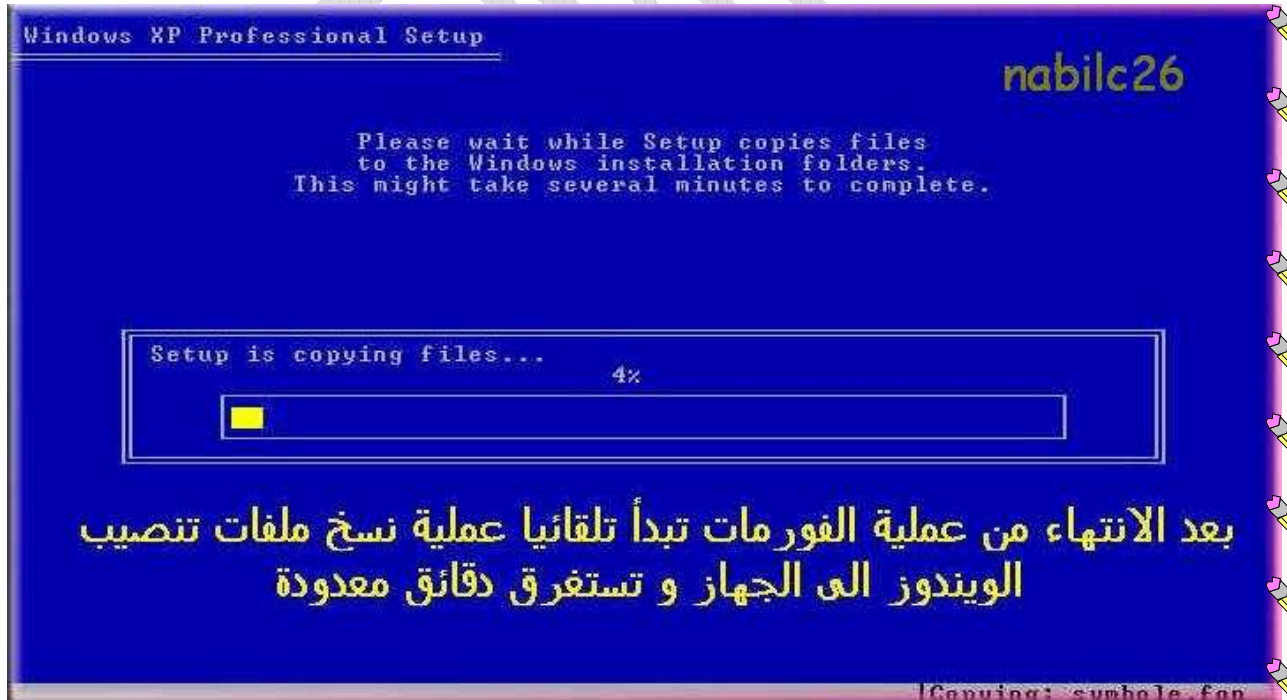 Windows XP Professional Setup
nabilc26
Please wait while Setup copies files
to the Windows installation folders.
This might take several minutes to complete.
Setup is copying files...
4%
بعد الانتهاء من عملية الفورمات تبدأ تلقائيا عملية نسخ ملفات تنصيب
الويندوز الى الجهاز و تستغرق دقائق معدودة
Copying: symbole.fon